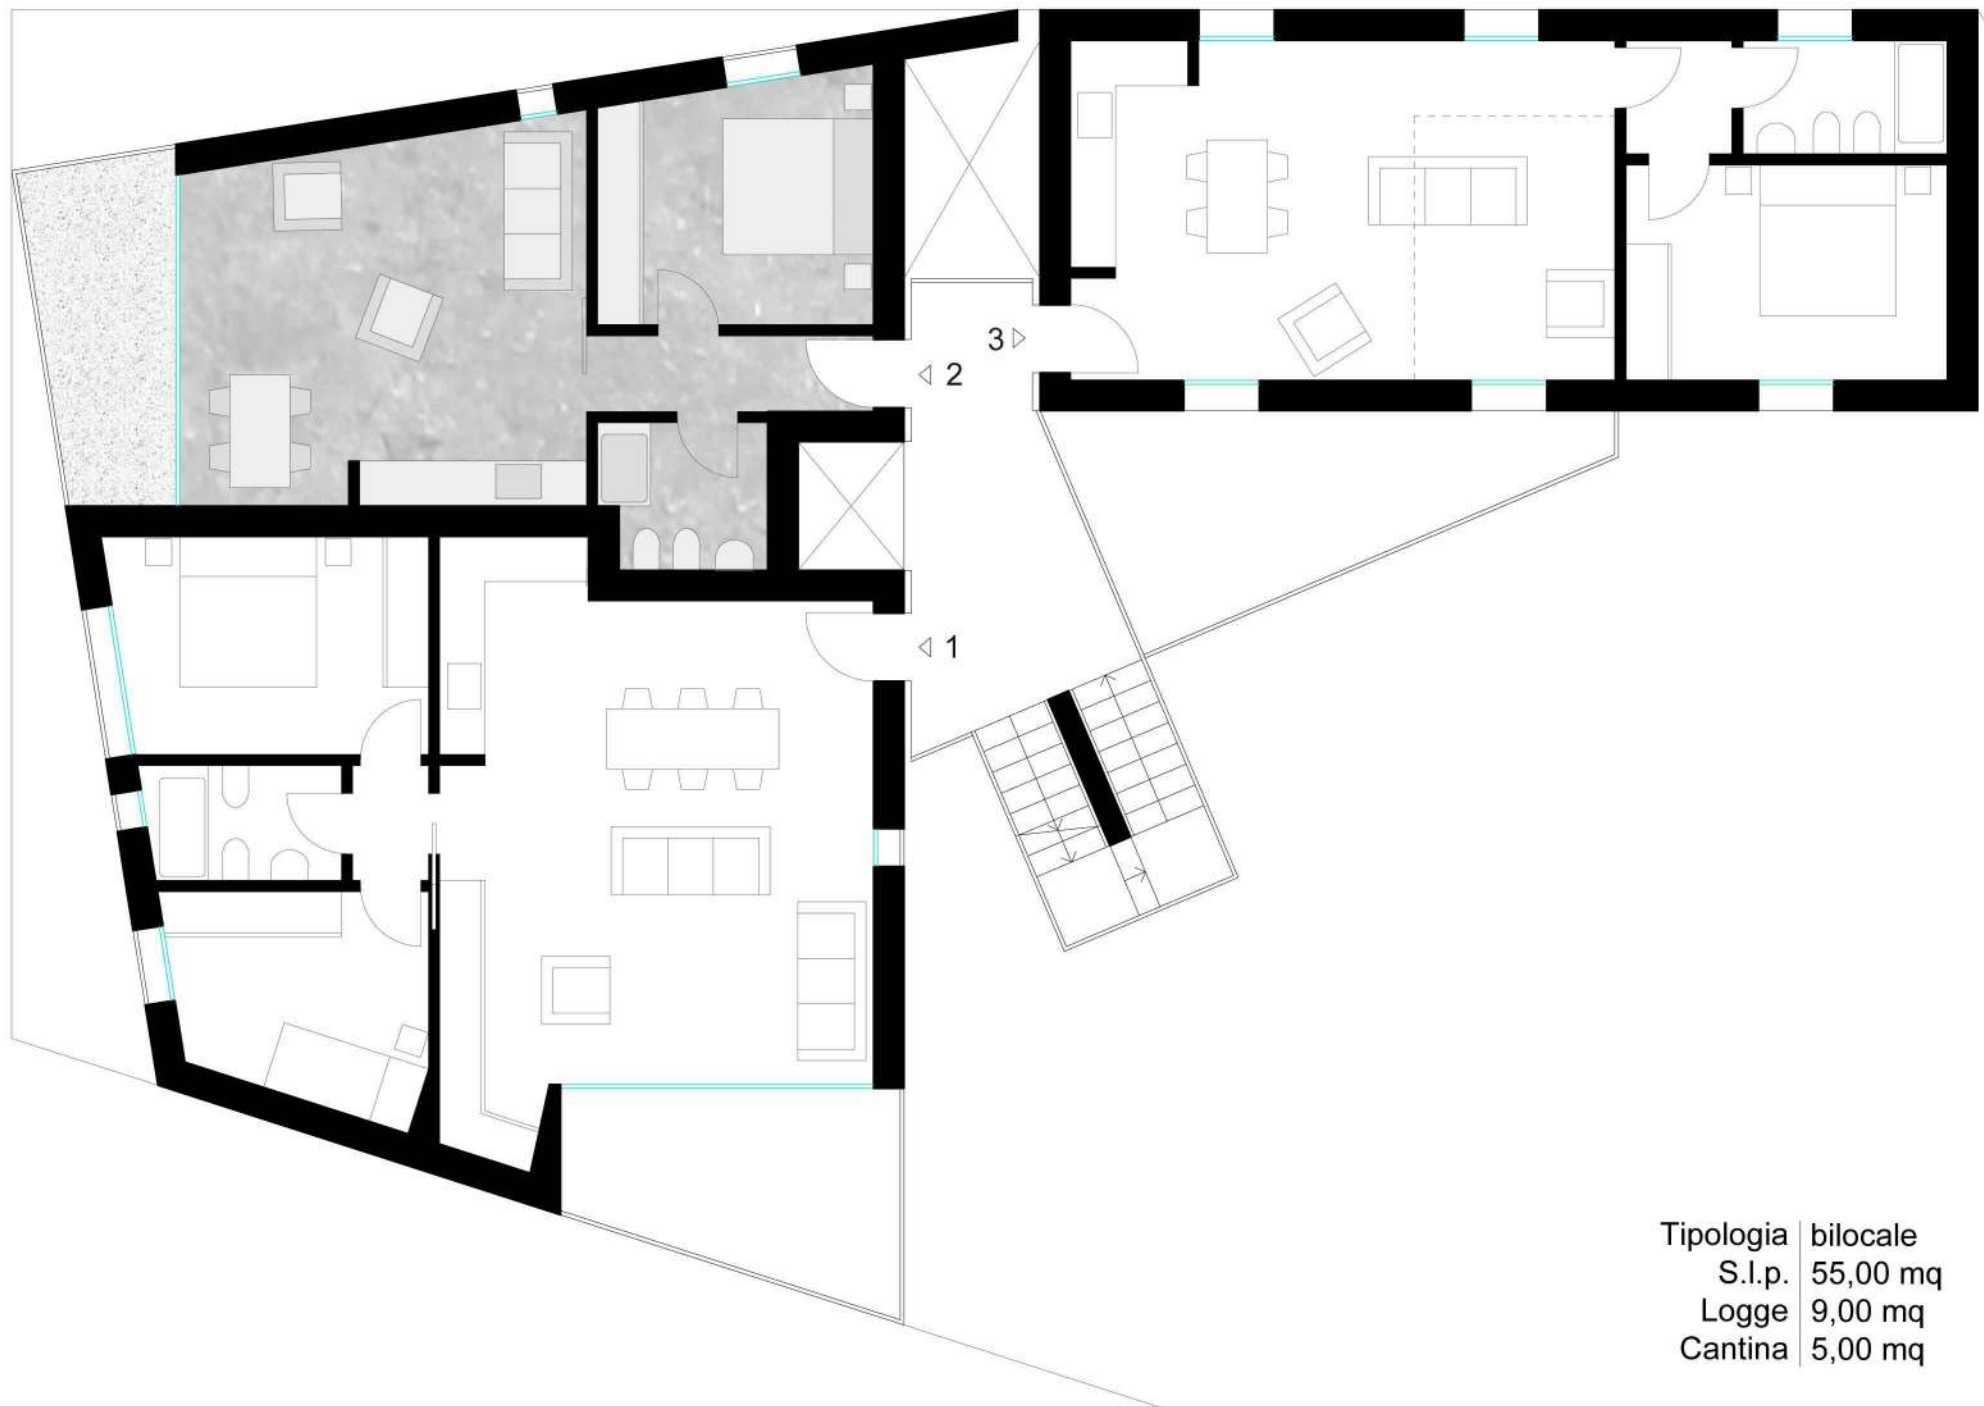 3
2
1
Tipologia bilocale
S.l.p. 55,00 mq
Logge 9,00 mq
Cantina 5,00 mq